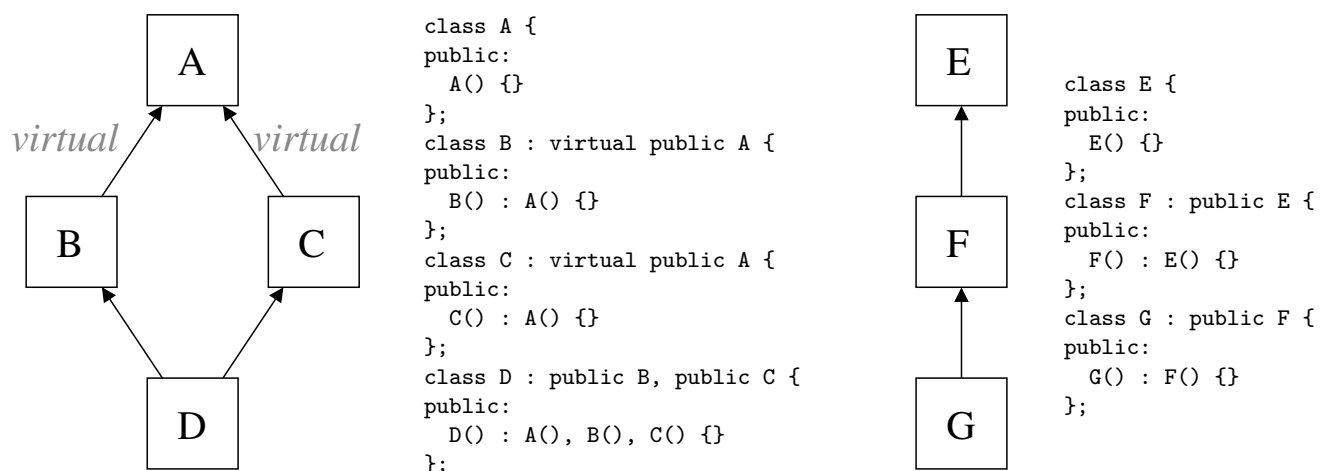 A
virtual
virtual
B
C
D
class A {
public:
  A() {}
};
class B : virtual public A {
public:
  B() : A() {}
};
class C : virtual public A {
public:
  C() : A() {}
};
class D : public B, public C {
public:
  D() : A(), B(), C() {}
};
E
F
G
class E {
public:
  E() {}
};
class F : public E {
public:
  F() : E() {}
};
class G : public F {
public:
  G() : F() {}
};